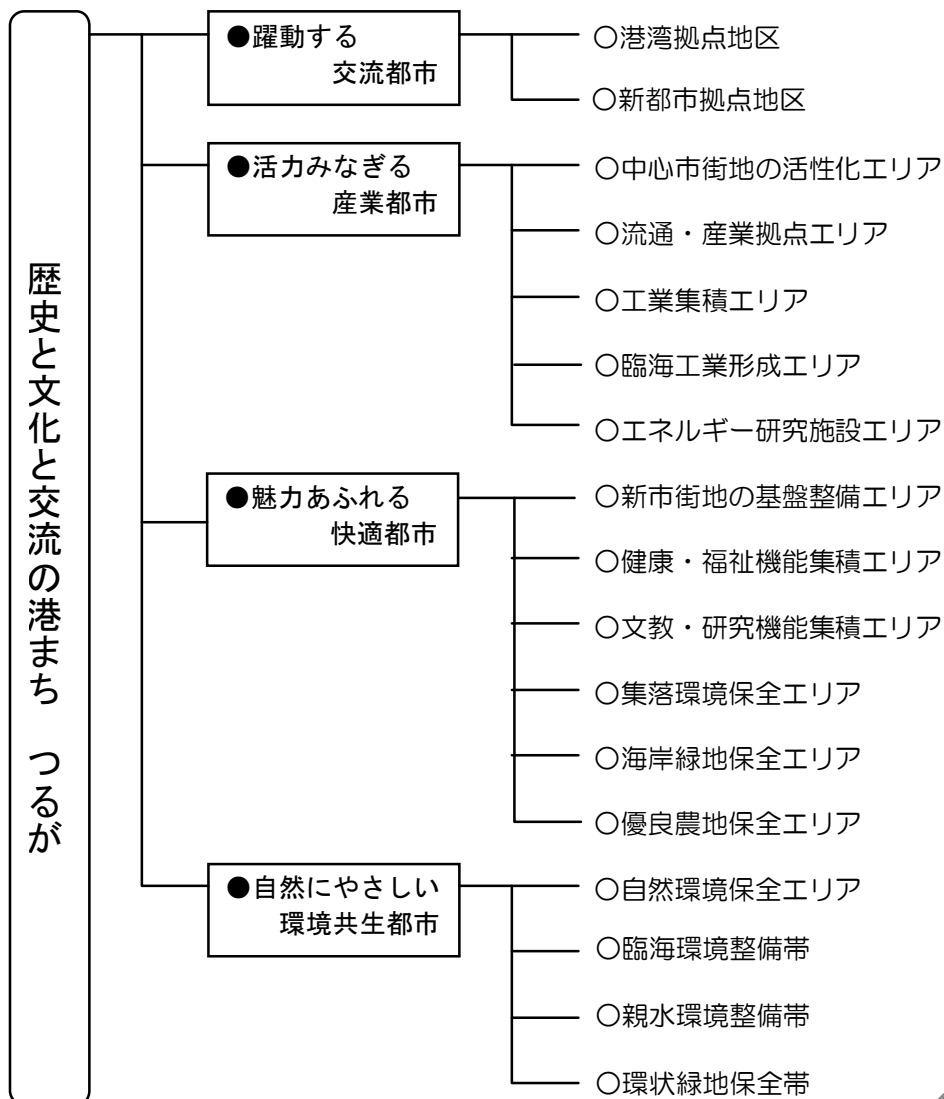 歴史と文化と交流の港まち　つるが
●躍動する
交流都市
○港湾拠点地区
○新都市拠点地区
●活力みなぎる
産業都市
○中心市街地の活性化エリア
○流通・産業拠点エリア
○工業集積エリア
○臨海工業形成エリア
○エネルギー研究施設エリア
●魅力あふれる
快適都市
○新市街地の基盤整備エリア
○健康・福祉機能集積エリア
○文教・研究機能集積エリア
○集落環境保全エリア
○海岸緑地保全エリア
○優良農地保全エリア
●自然にやさしい
環境共生都市
○自然環境保全エリア
○臨海環境整備帯
○親水環境整備帯
○環状緑地保全帯